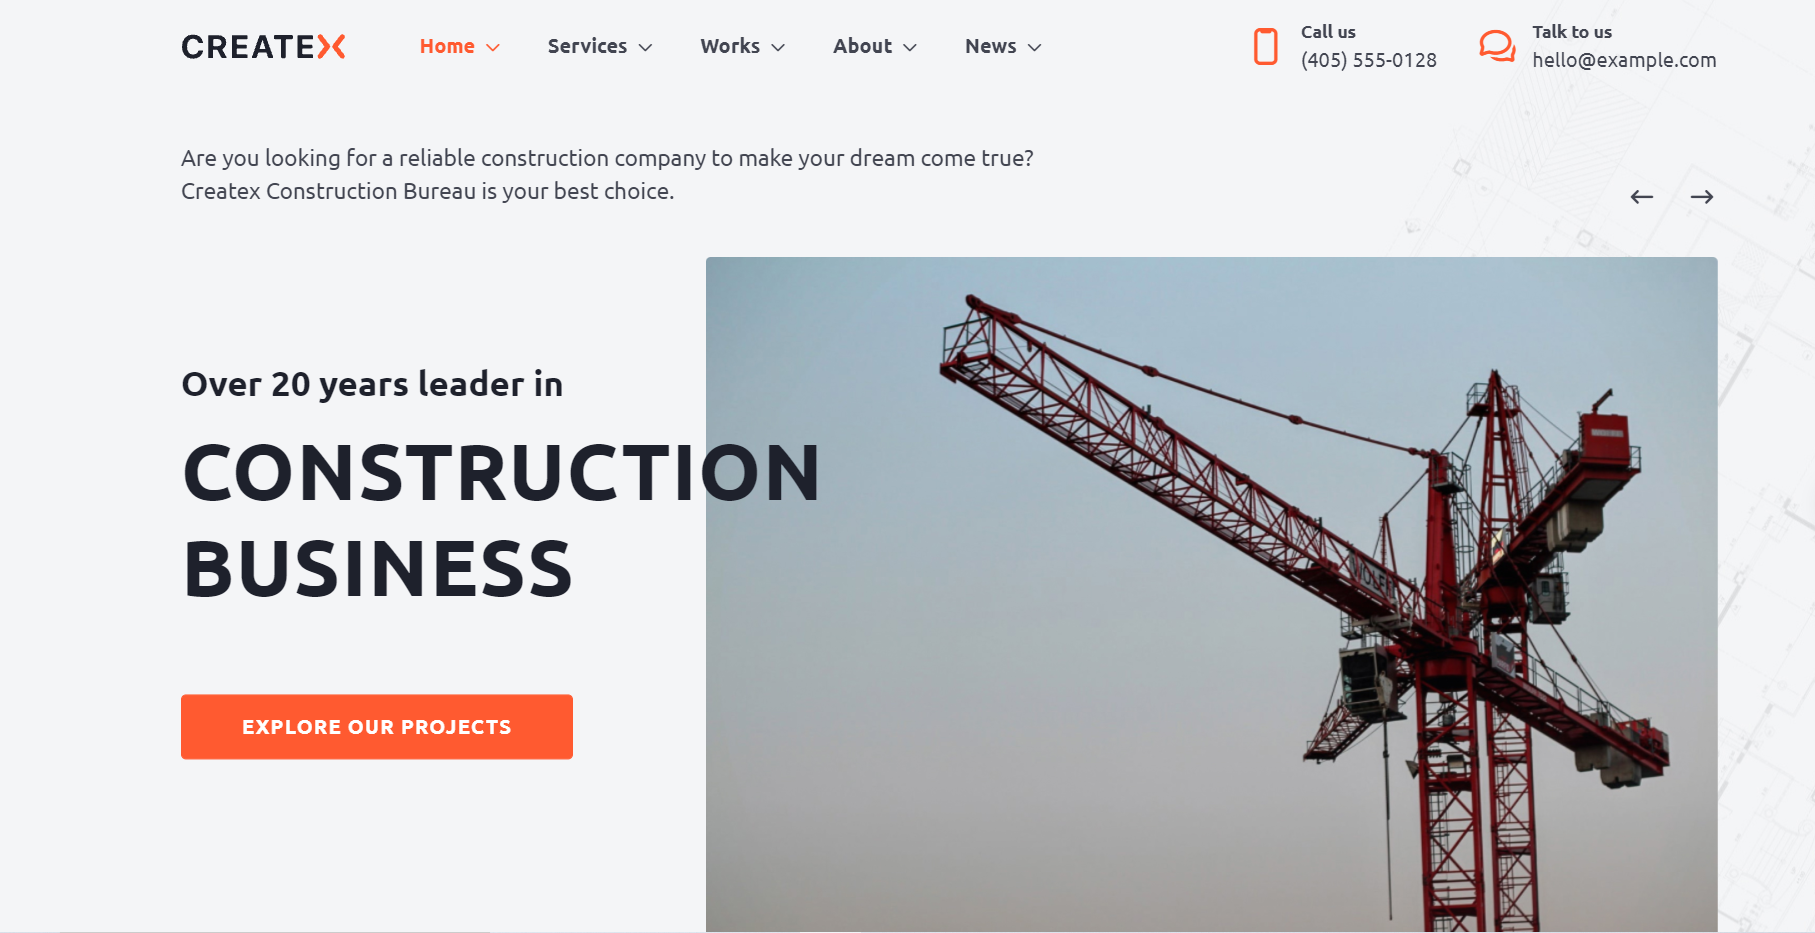 CREATEX
Home
Services
Works
About
News
Call us
(405) 555-0128
Talk to us
hello@example.com
Are you looking for a reliable construction company to make your dream come true?
Createx Construction Bureau is your best choice.
Over 20 years leader in
CONSTRUCTION
BUSINESS
EXPLORE OUR PROJECTS